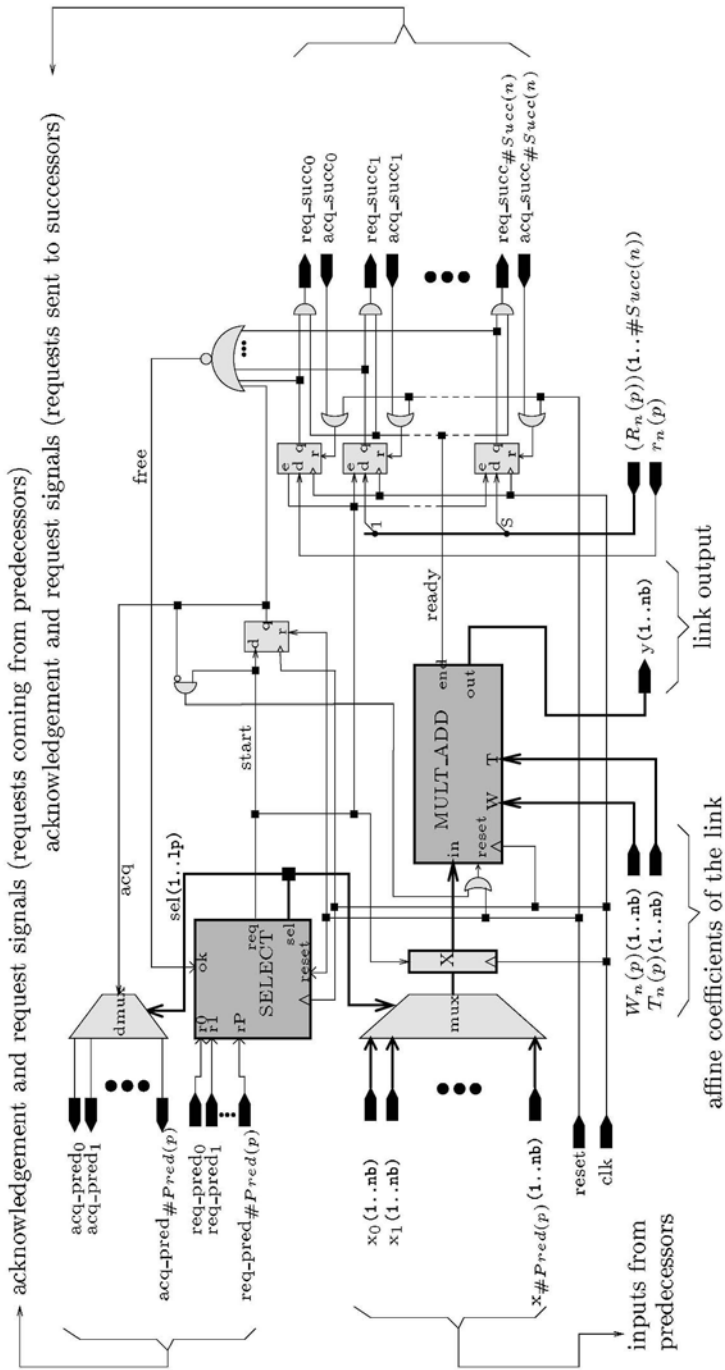 acknowledgement and request signals (requests coming from predecessors)
acknowledgement and request signals (requests sent to successors)
acq_pred0
acq_pred1
acq_pred#Pred(p)
req_pred0
req_pred1
req_pred#Pred(p)
dmux
acq
free
sel(1..lp)
r0
r1
rP
ok
SELECT
req
sel
reset
start
d
q
r
req_succ0
acq_succ0
req_succ1
acq_succ1
req_succ#Succ(n)
acq_succ#Succ(n)
e
d
q
r
e
d
q
r
e
d
q
r
1
S
(Rn(p))(1..#Succ(n))
rn(p)
x0(1..nb)
x1(1..nb)
x#Pred(p)(1..nb)
mux
X
in
reset
MULT_ADD
W
T
end
out
ready
y(1..nb)
link output
Wn(p)(1..nb)
Tn(p)(1..nb)
affine coefficients of the link
reset
clk
inputs from
predecessors